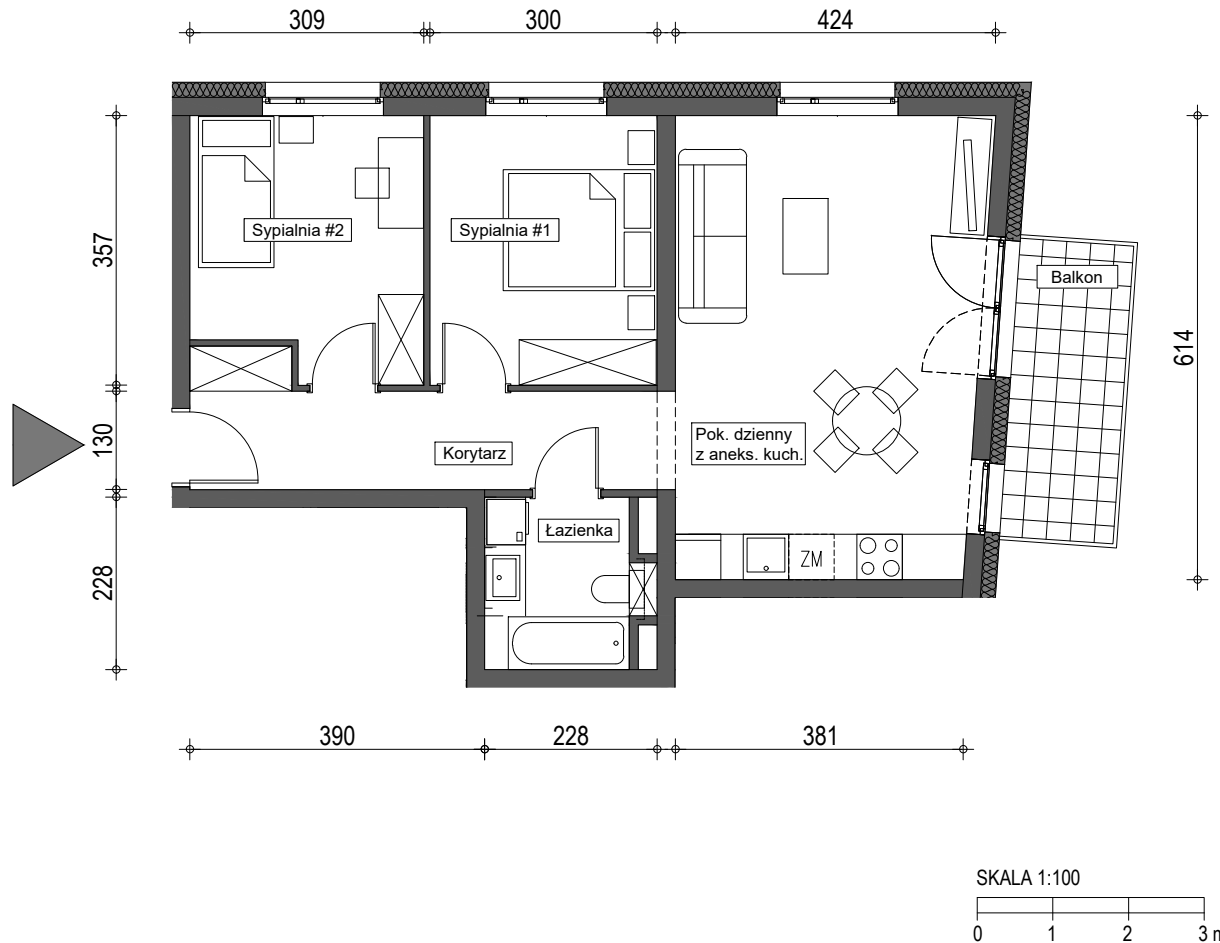 309
300
424
357
130
228
614
Sypialnia #2
Sypialnia #1
Balkon
Pok. dzienny
z aneks. kuch.
Korytarz
Łazienka
ZM
390
228
381
SKALA 1:100
0 1 2 3 m